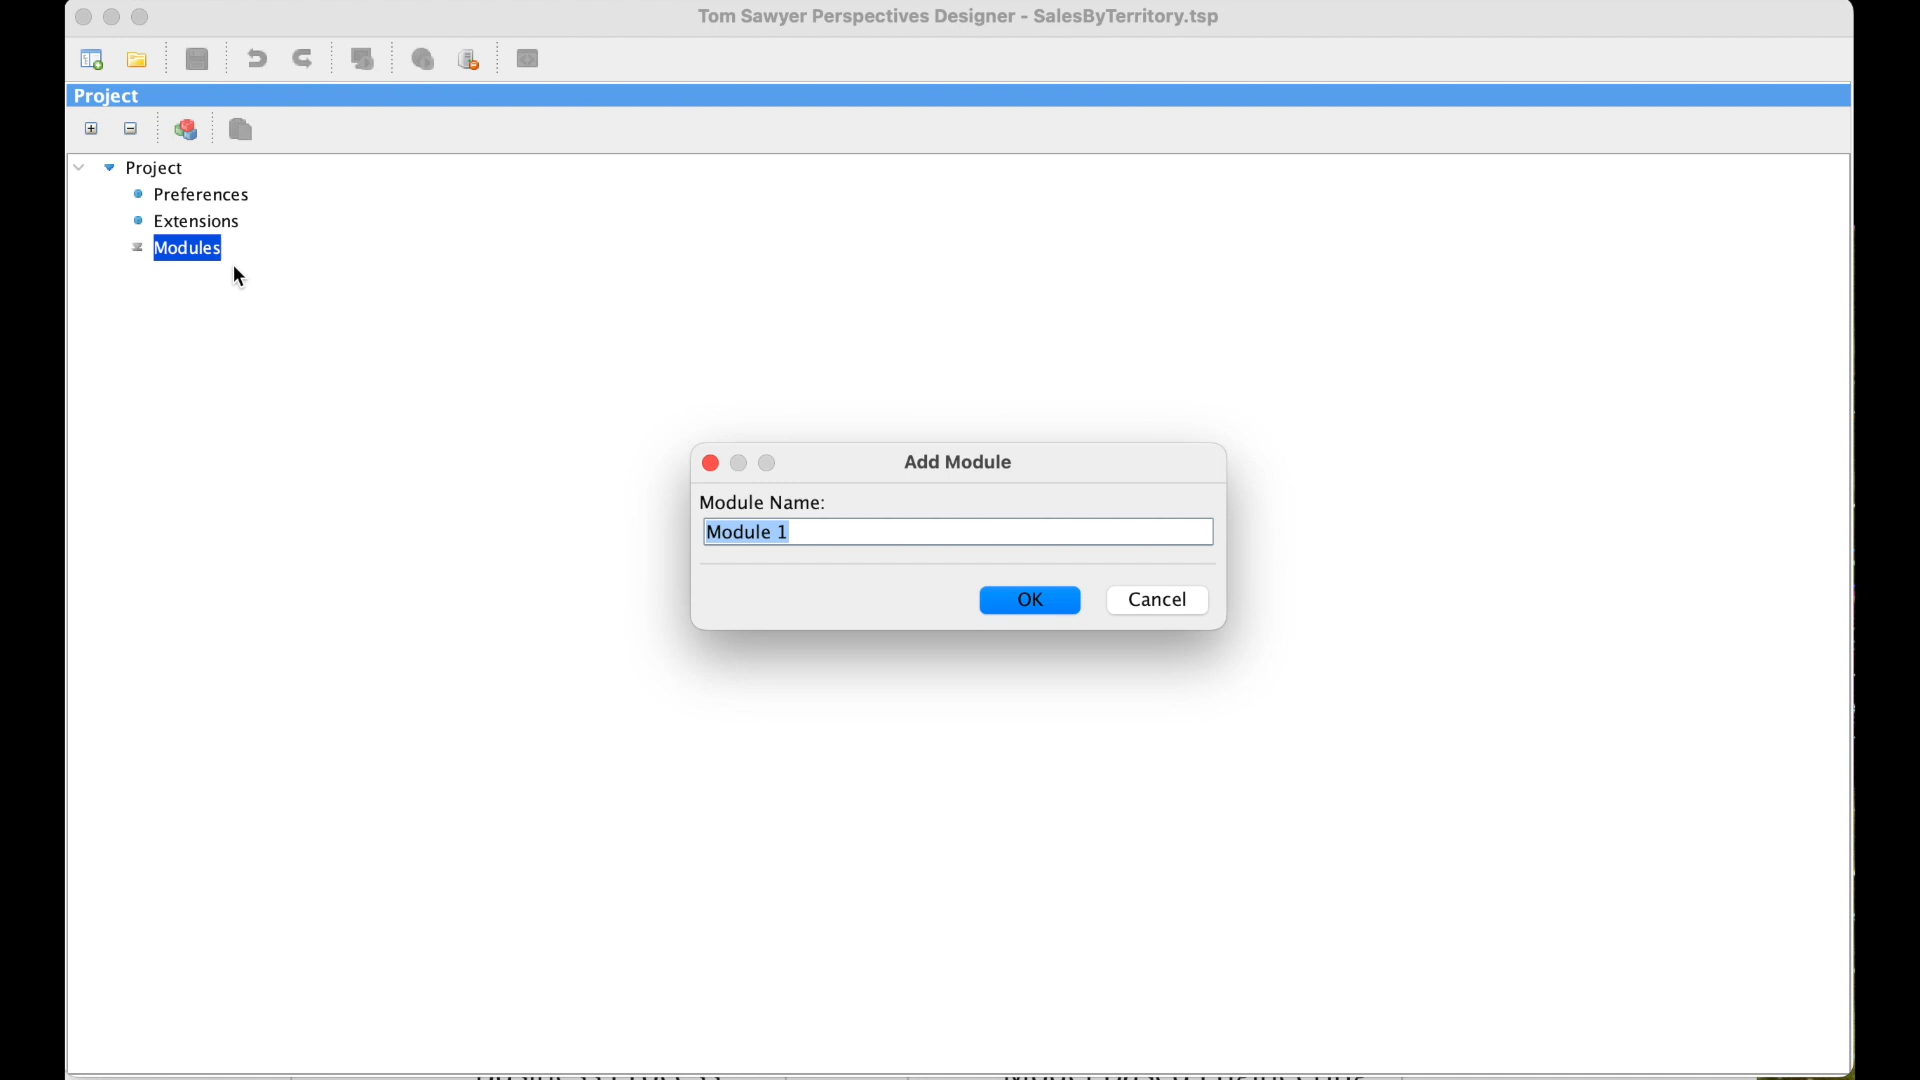 Tom Sawyer Perspectives Designer - SalesByTerritory.tsp
Project
Project
Preferences
Extensions
Modules
Add Module
Module Name:
Module 1
OK
Cancel